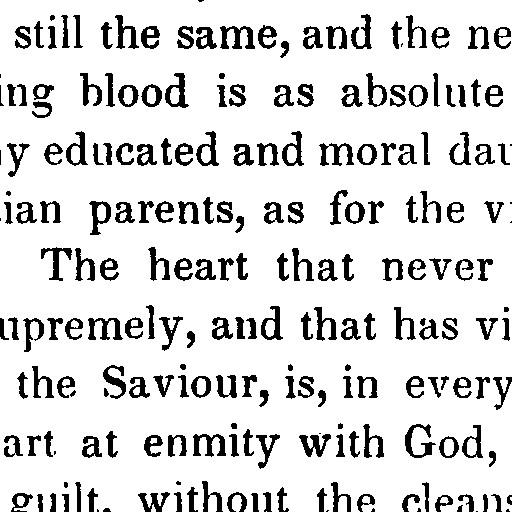 still the same, and the ne
ing blood is as absolute
y educated and moral dau
ian parents, as for the vi
The heart that never
upremely, and that has vi
the Saviour, is, in every
art at enmity with God,
guilt, without the cleans